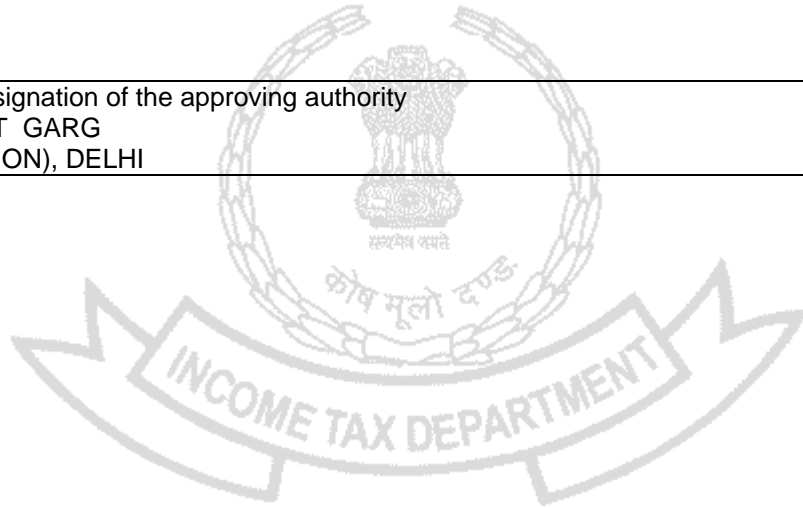 signation of the approving authority
T GARG
ON), DELHI
सत्यमेव जयते
कोष मूलो दण्ड:
INCOME TAX DEPARTMENT